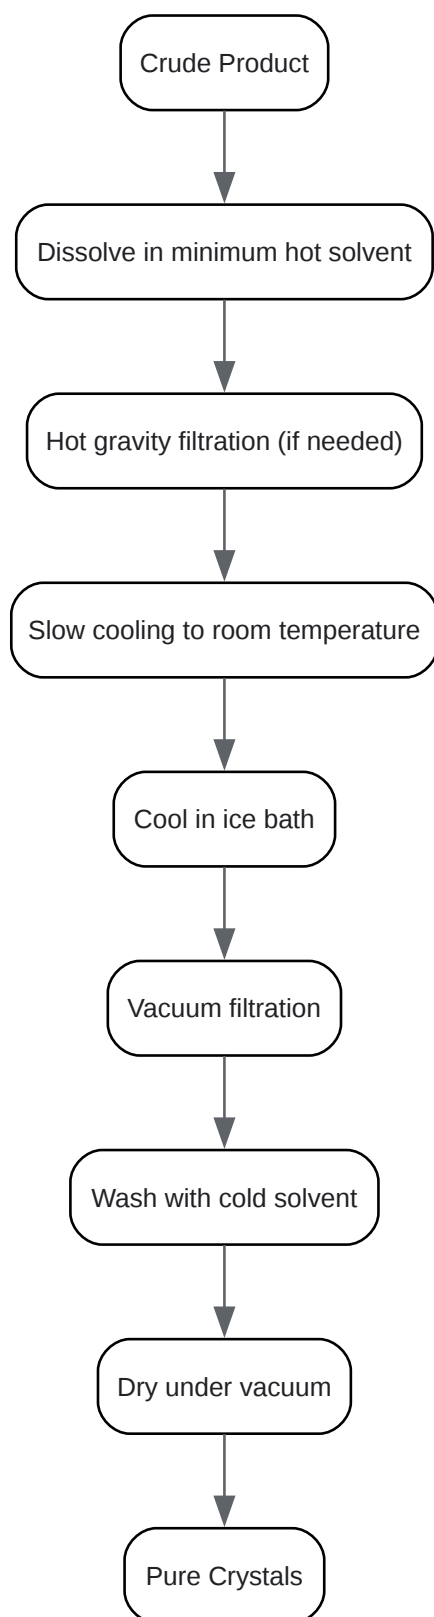 Crude Product
Dissolve in minimum hot solvent
Hot gravity filtration (if needed)
Slow cooling to room temperature
Cool in ice bath
Vacuum filtration
Wash with cold solvent
Dry under vacuum
Pure Crystals